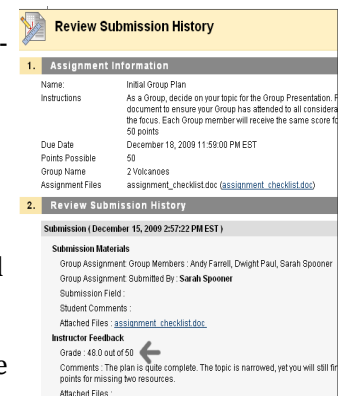 Review Submission History
1. Assignment Information
Name: Initial Group Plan
Instructions As a Group, decide on your topic for the Group Presentation.
document to ensure your Group has attended to all
the focus. Each Group member will receive the same score
50 points
Due Date December 18, 2009 11:59:00 PM EST
Points Possible 50
Group Name 2 Volcanoes
Assignment Files assignment_checklist.doc (assignment_checklist.doc)
2. Review Submission History
Submission ( December 15, 2009 2:57:22 PM EST )
Submission Materials
Group Assignment: Group Members : Andy Farrell, Dwight Paul, Sarah Spooner
Group Assignment: Submitted By : Sarah Spooner
Submission Field :
Student Comments :
Attached Files : assignment_checklist.doc
Instructor Feedback
Grade : 48.0 out of 50
Comments : The plan is quite complete. The topic is narrowed, yet you will still
points for missing two resources.
Attached Files :